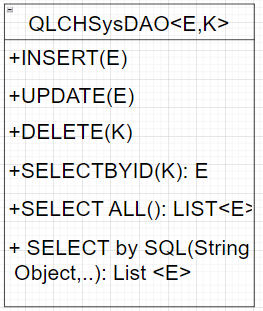 QLCHSysDAO<E,K>
+INSERT(E)
+UPDATE(E)
+DELETE(K)
+SELECTBYID(K): E
+SELECT ALL(): LIST<E>
+ SELECT by SQL(String
Object,..): List <E>